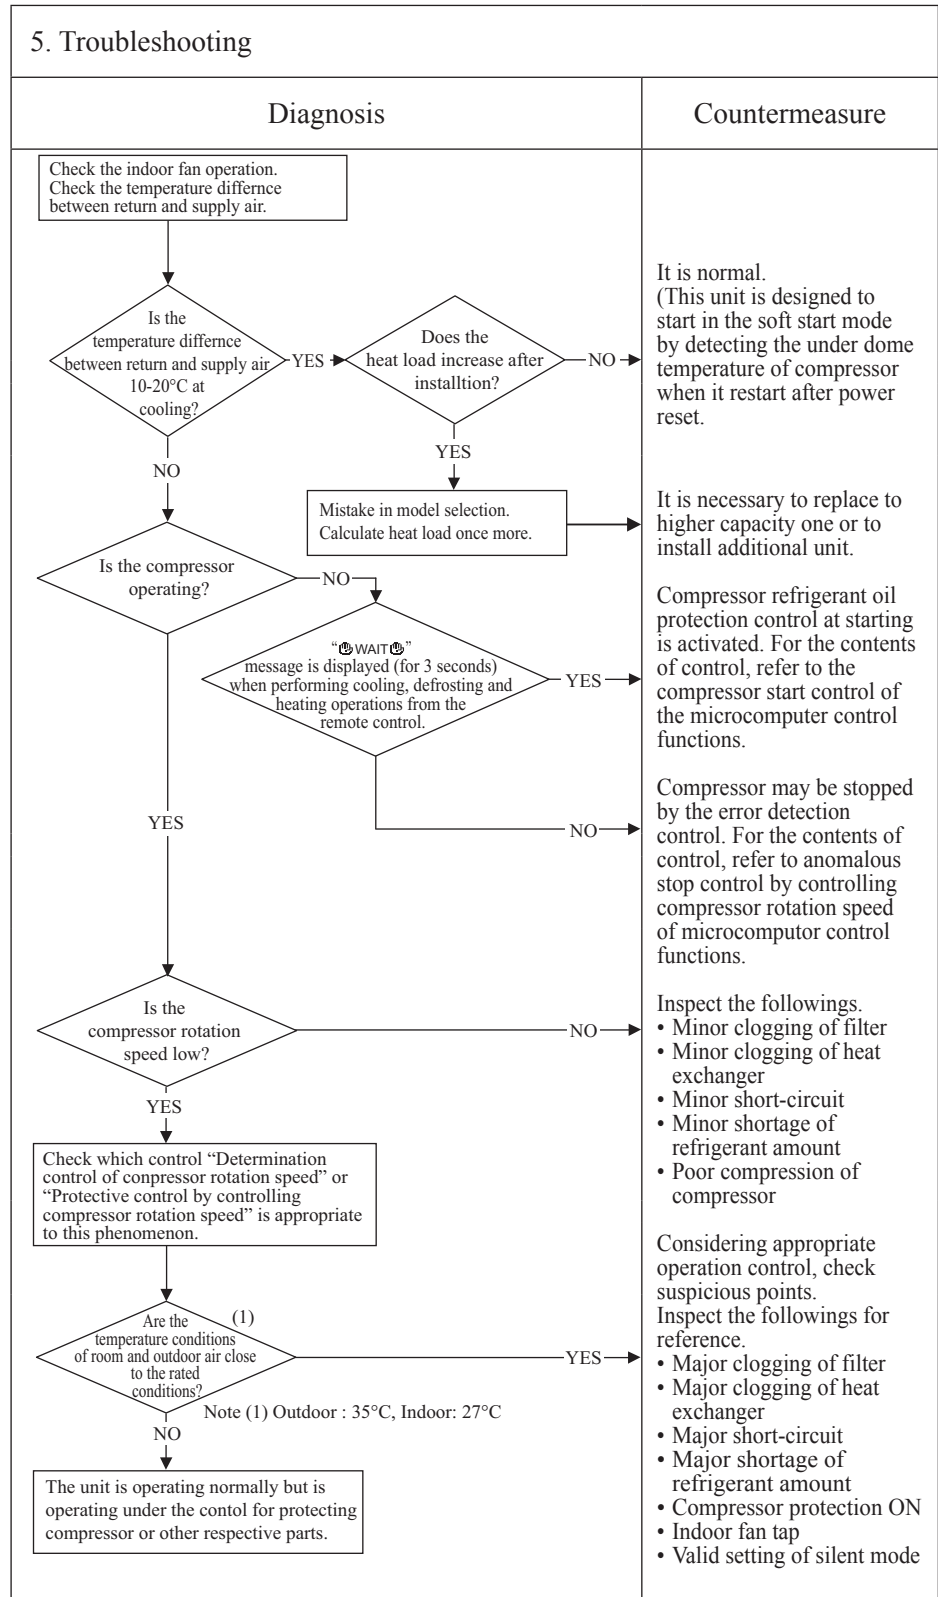 5. Troubleshooting
Diagnosis
Countermeasure
Check the indoor fan operation.
Check the temperature differnce
between return and supply air.
Is the
temperature differnce
between return and supply air
10-20°C at
cooling?
YES
Does the
heat load increase after
installtion?
NO
It is normal.
(This unit is designed to
start in the soft start mode
by detecting the under dome
temperature of compressor
when it restart after power
reset.
NO
YES
Mistake in model selection.
Calculate heat load once more.
It is necessary to replace to
higher capacity one or to
install additional unit.
Is the compressor
operating?
NO
“WAIT”
message is displayed (for 3 seconds)
when performing cooling, defrosting and
heating operations from the
remote control.
YES
Compressor refrigerant oil
protection control at starting
is activated. For the contents
of control, refer to the
compressor start control of
the microcomputer control
functions.
YES
NO
Compressor may be stopped
by the error detection
control. For the contents of
control, refer to anomalous
stop control by controlling
compressor rotation speed
of microcomputor control
functions.
Is the
compressor rotation
speed low?
NO
Inspect the followings.
• Minor clogging of filter
• Minor clogging of heat
exchanger
• Minor short-circuit
• Minor shortage of
refrigerant amount
• Poor compression of
compressor
YES
Check which control “Determination
control of conpressor rotation speed” or
“Protective control by controlling
compressor rotation speed” is appropriate
to this phenomenon.
(1)
Are the
temperature conditions
of room and outdoor air close
to the rated
conditions?
YES
Note (1) Outdoor : 35°C, Indoor: 27°C
Considering appropriate
operation control, check
suspicious points.
Inspect the followings for
reference.
• Major clogging of filter
• Major clogging of heat
exchanger
• Major short-circuit
• Major shortage of
refrigerant amount
• Compressor protection ON
• Indoor fan tap
• Valid setting of silent mode
NO
The unit is operating normally but is
operating under the contol for protecting
compressor or other respective parts.